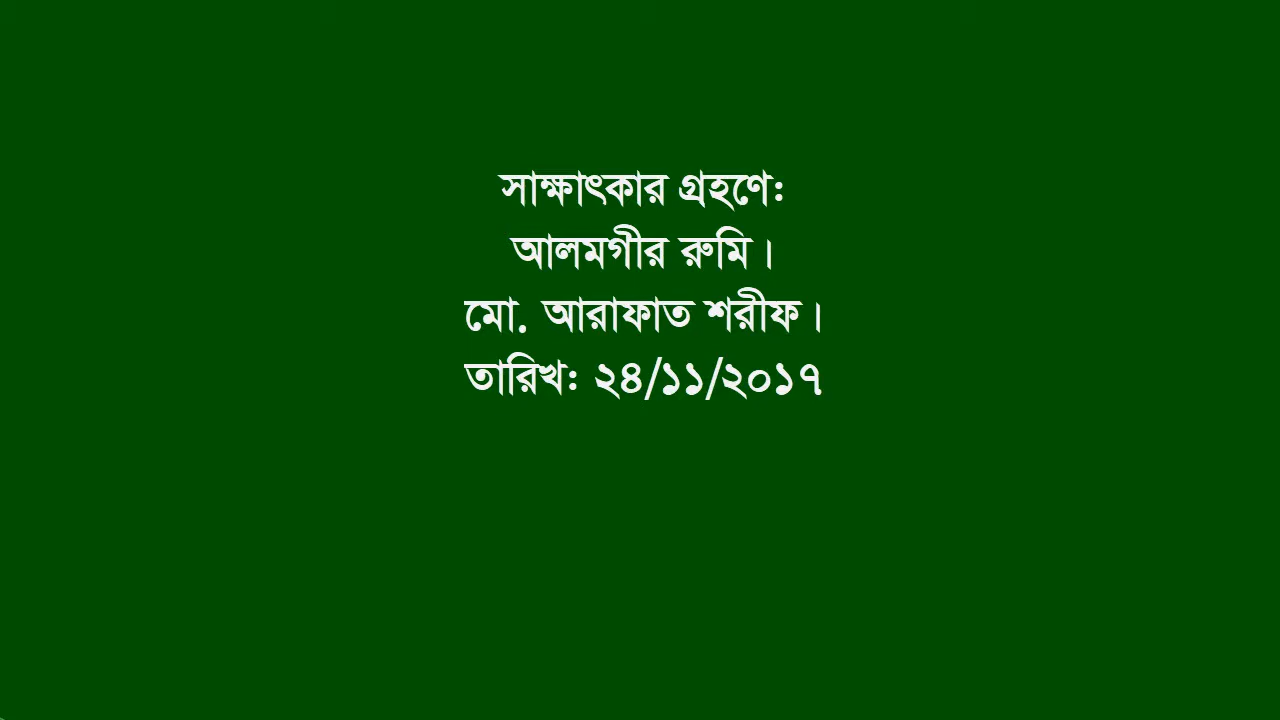 সাক্ষাৎকার গ্রহণে:
আলমগীর রুমি।
মো. আরাফাত শরীফ।
তারিখ: ২৪/১১/২০১৭